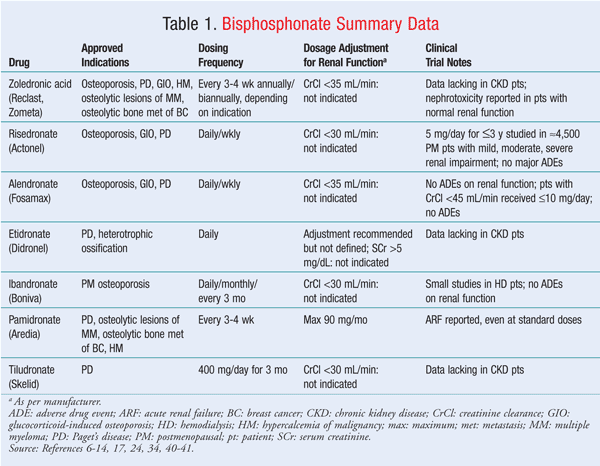 Table 1. Bisphosphonate Summary Data
Drug
Approved
Indications
Dosing
Frequency
Dosage Adjustment
for Renal Functionᵃ
Clinical
Trial Notes
Zoledronic acid
(Reclast,
Zometa)
Osteoporosis, PD, GIO, HM,
osteolytic lesions of MM,
osteolytic bone met of BC
Every 3-4 wk annually/
biannually, depending
on indication
CrCl <35 mL/min:
not indicated
Data lacking in CKD pts;
nephrotoxicity reported in pts with
normal renal function
Risedronate
(Actonel)
Osteoporosis, GIO, PD
Daily/wkly
CrCl <30 mL/min:
not indicated
5 mg/day for ≤3 y studied in ≈4,500
PM pts with mild, moderate, severe
renal impairment; no major ADEs
Alendronate
(Fosamax)
Osteoporosis, GIO, PD
Daily/wkly
CrCl <35 mL/min:
not indicated
No ADEs on renal function; pts with
CrCl <45 mL/min received ≤10 mg/day;
no ADEs
Etidronate
(Didronel)
PD, heterotrophic
ossification
Daily
Adjustment recommended
but not defined; SCr >5
mg/dL: not indicated
Data lacking in CKD pts
Ibandronate
(Boniva)
PM osteoporosis
Daily/monthly/
every 3 mo
CrCl <30 mL/min:
not indicated
Small studies in HD pts; no ADEs
on renal function
Pamidronate
(Aredia)
PD, osteolytic lesions of
MM, osteolytic bone met
of BC, HM
Every 3-4 wk
Max 90 mg/mo
ARF reported, even at standard doses
Tiludronate
(Skelid)
PD
400 mg/day for 3 mo
CrCl <30 mL/min:
not indicated
Data lacking in CKD pts
ᵃ As per manufacturer.
ADE: adverse drug event; ARF: acute renal failure; BC: breast cancer; CKD: chronic kidney disease; CrCl: creatinine clearance; GIO:
glucocorticoid-induced osteoporosis; HD: hemodialysis; HM: hypercalcemia of malignancy; max: maximum; met: metastasis; MM: multiple
myeloma; PD: Paget's disease; PM: postmenopausal; pt: patient; SCr: serum creatinine.
Source: References 6-14, 17, 24, 34, 40-41.